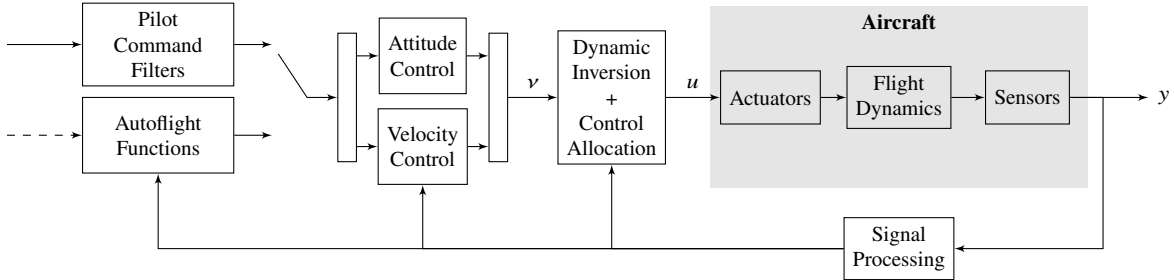 Pilot
Command
Filters
Autoflight
Functions
Attitude
Control
Velocity
Control
ν
Dynamic
Inversion
+
Control
Allocation
u
Aircraft
Actuators
Flight
Dynamics
Sensors
y
Signal
Processing